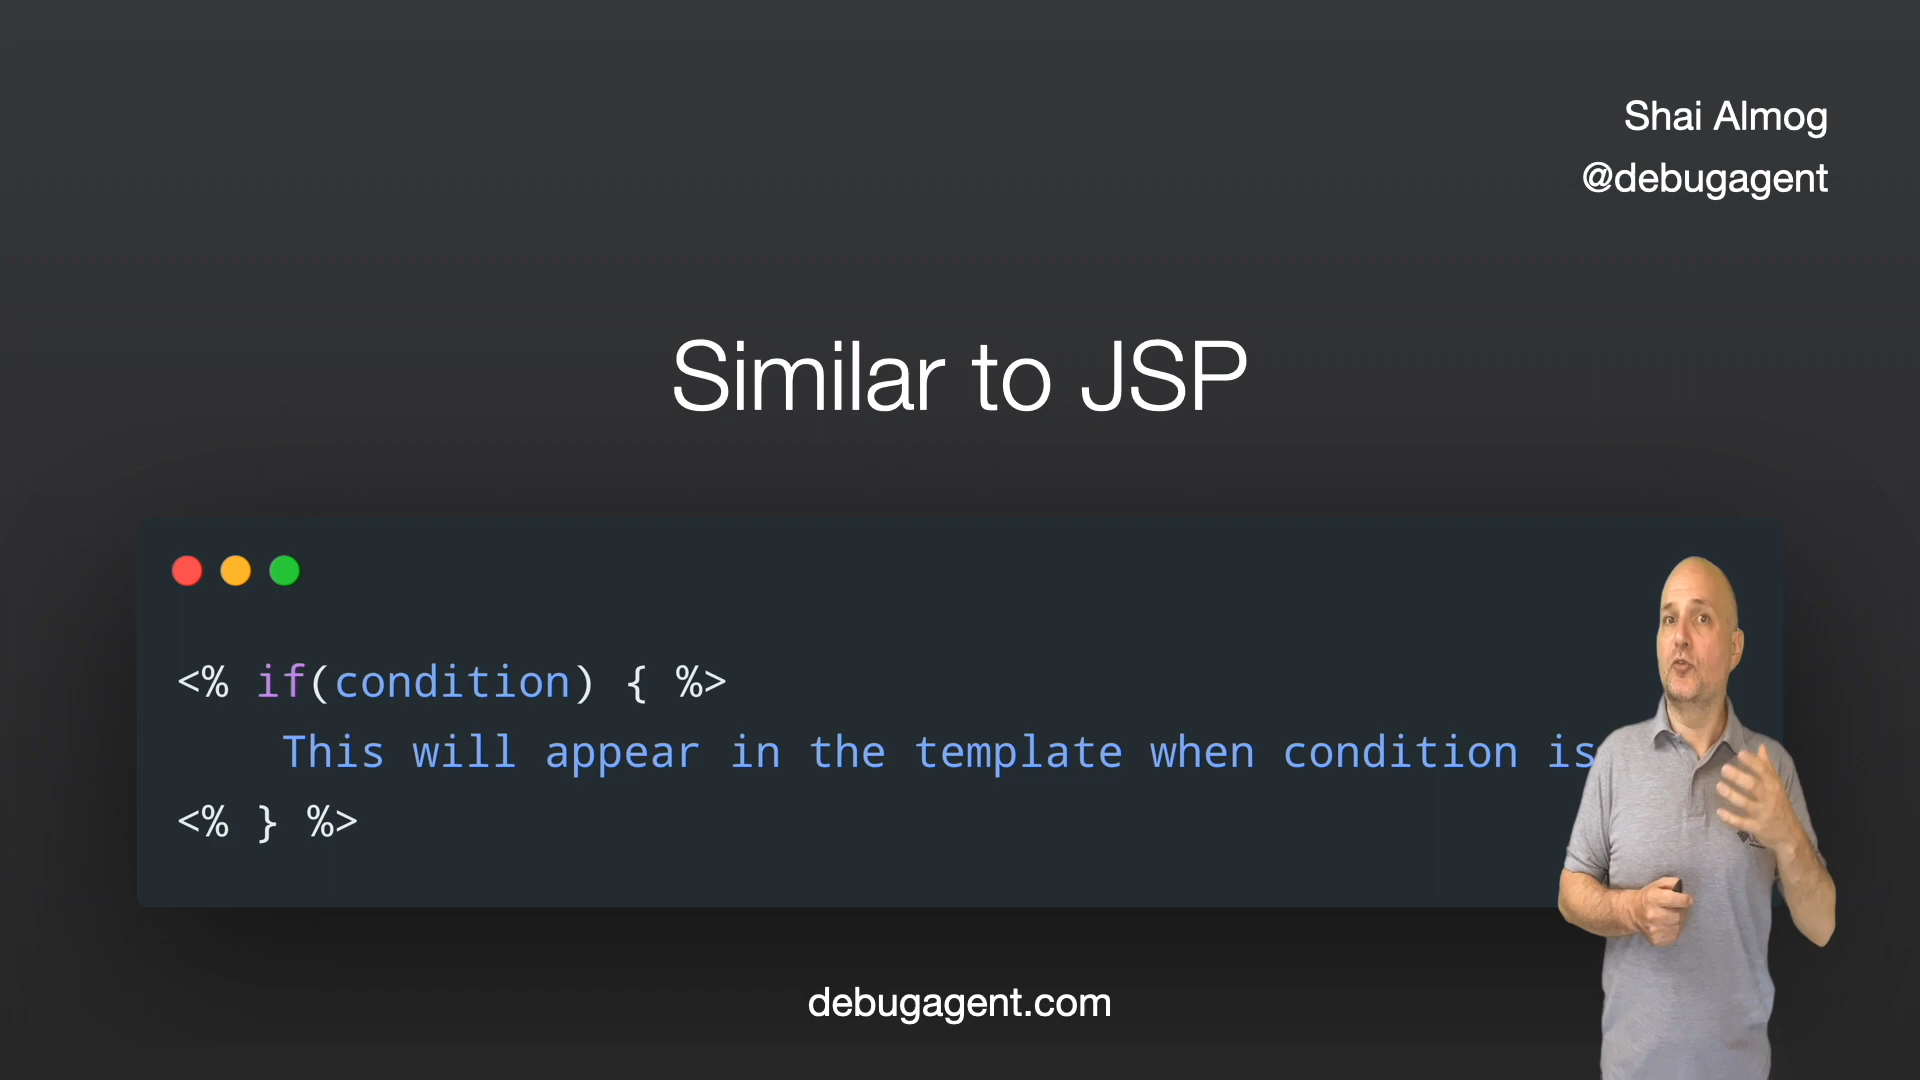 Shai Almog
@debugagent
Similar to JSP
<% if(condition) { %>
This will appear in the template when condition is
<% } %>
debugagent.com